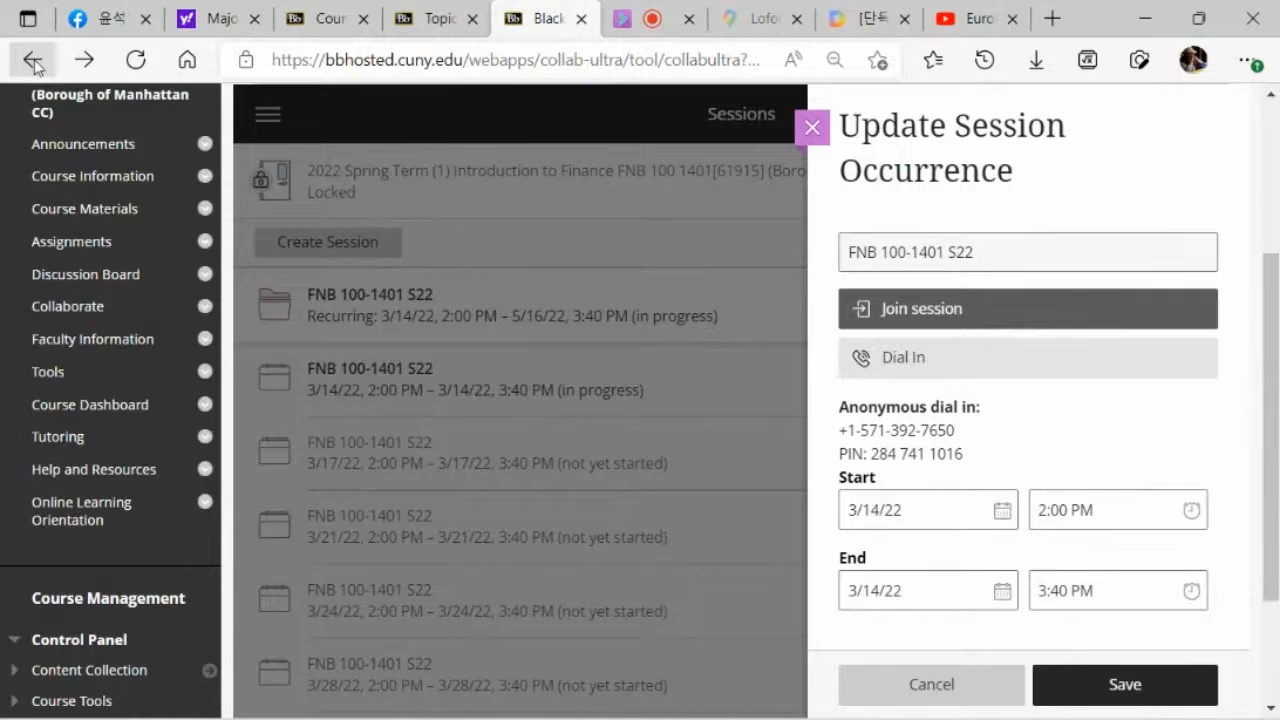 윤석
Majo
Cour
Topic
Black
Lofo
[단독
Euro
https://bbhosted.cuny.edu/webapps/collab-ultra/tool/collabultra?...
(Borough of Manhattan
CC)
Announcements
Course Information
Course Materials
Assignments
Discussion Board
Collaborate
Faculty Information
Tools
Course Dashboard
Tutoring
Help and Resources
Online Learning
Orientation
Course Management
Control Panel
Content Collection
Course Tools
Sessions
2022 Spring Term (1) Introduction to Finance FNB 100 1401[61915] (Boro
Locked
Create Session
FNB 100-1401 S22
Recurring: 3/14/22, 2:00 PM – 5/16/22, 3:40 PM (in progress)
FNB 100-1401 S22
3/14/22, 2:00 PM – 3/14/22, 3:40 PM (in progress)
FNB 100-1401 S22
3/17/22, 2:00 PM – 3/17/22, 3:40 PM (not yet started)
FNB 100-1401 S22
3/21/22, 2:00 PM – 3/21/22, 3:40 PM (not yet started)
FNB 100-1401 S22
3/24/22, 2:00 PM – 3/24/22, 3:40 PM (not yet started)
FNB 100-1401 S22
3/28/22, 2:00 PM – 3/28/22, 3:40 PM (not yet started)
Update Session
Occurrence
FNB 100-1401 S22
Join session
Dial In
Anonymous dial in:
+1-571-392-7650
PIN: 284 741 1016
Start
3/14/22 2:00 PM
End
3/14/22 3:40 PM
Cancel Save